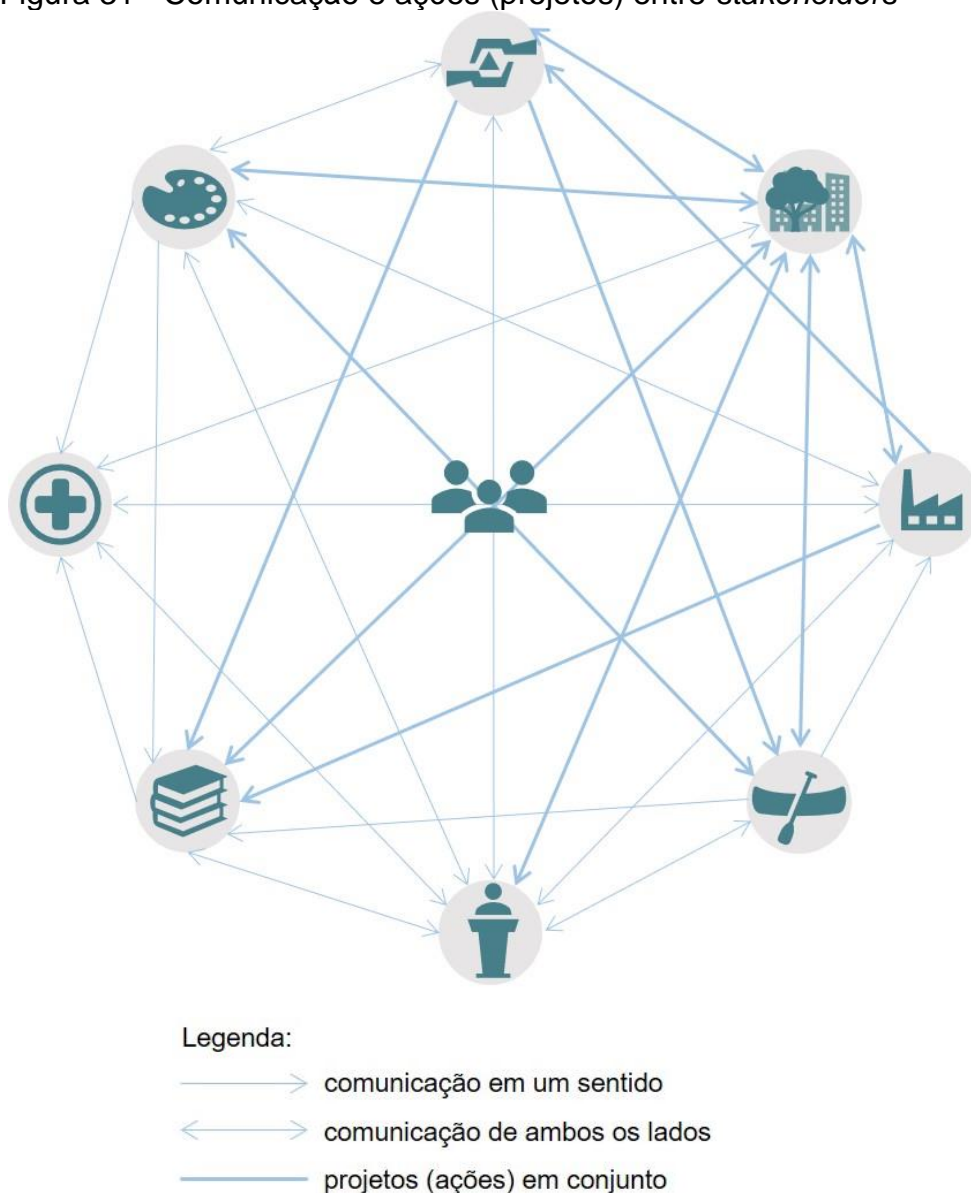 Comunicação e ações (projetos) entre stakeholders
Legenda:
comunicação em um sentido
comunicação de ambos os lados
projetos (ações) em conjunto